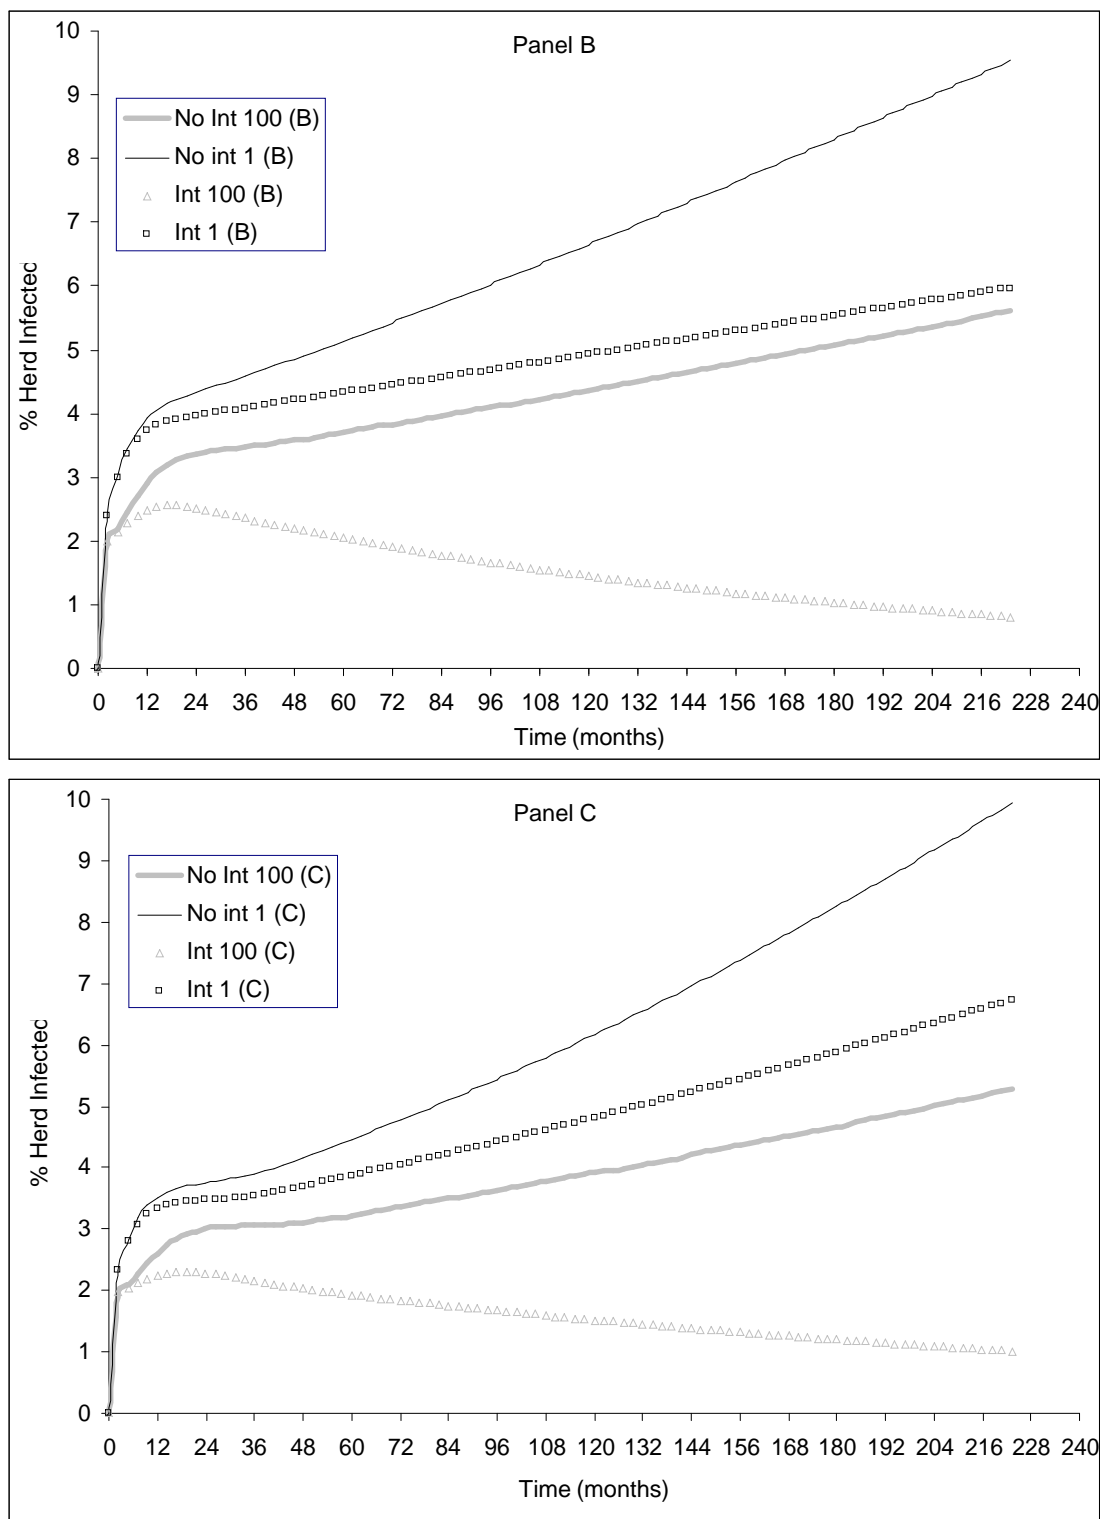 Panel B
10
9
8
7
6
5
4
3
2
1
0
% Herd Infected
No Int 100 (B)
No int 1 (B)
Int 100 (B)
Int 1 (B)
0 12 24 36 48 60 72 84 96 108 120 132 144 156 168 180 192 204 216 228 240
Time (months)
Panel C
10
9
8
7
6
5
4
3
2
1
0
% Herd Infected
No Int 100 (C)
No int 1 (C)
Int 100 (C)
Int 1 (C)
0 12 24 36 48 60 72 84 96 108 120 132 144 156 168 180 192 204 216 228 240
Time (months)